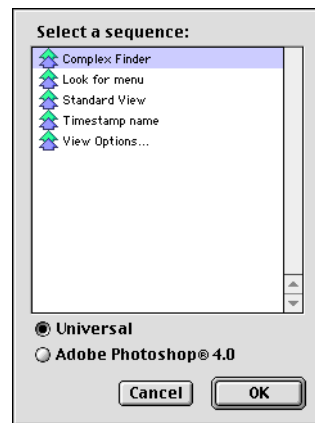 Select a sequence:
Complex Finder
Look for menu
Standard View
Timestamp name
View Options...
Universal
Adobe Photoshop® 4.0
Cancel OK